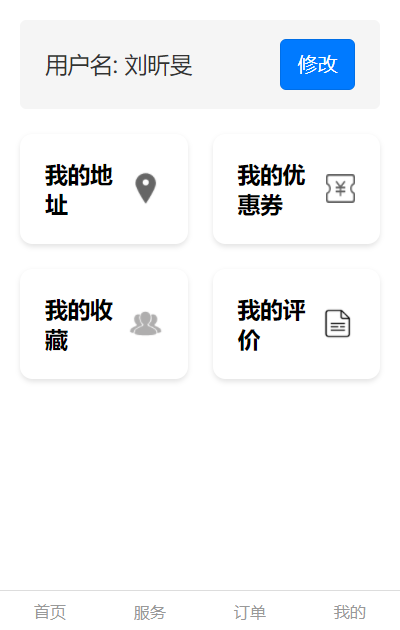 用户名: 刘昕旻
修改
我的地
址
我的优
惠券
¥
我的收
藏
我的评
价
首页
服务
订单
我的